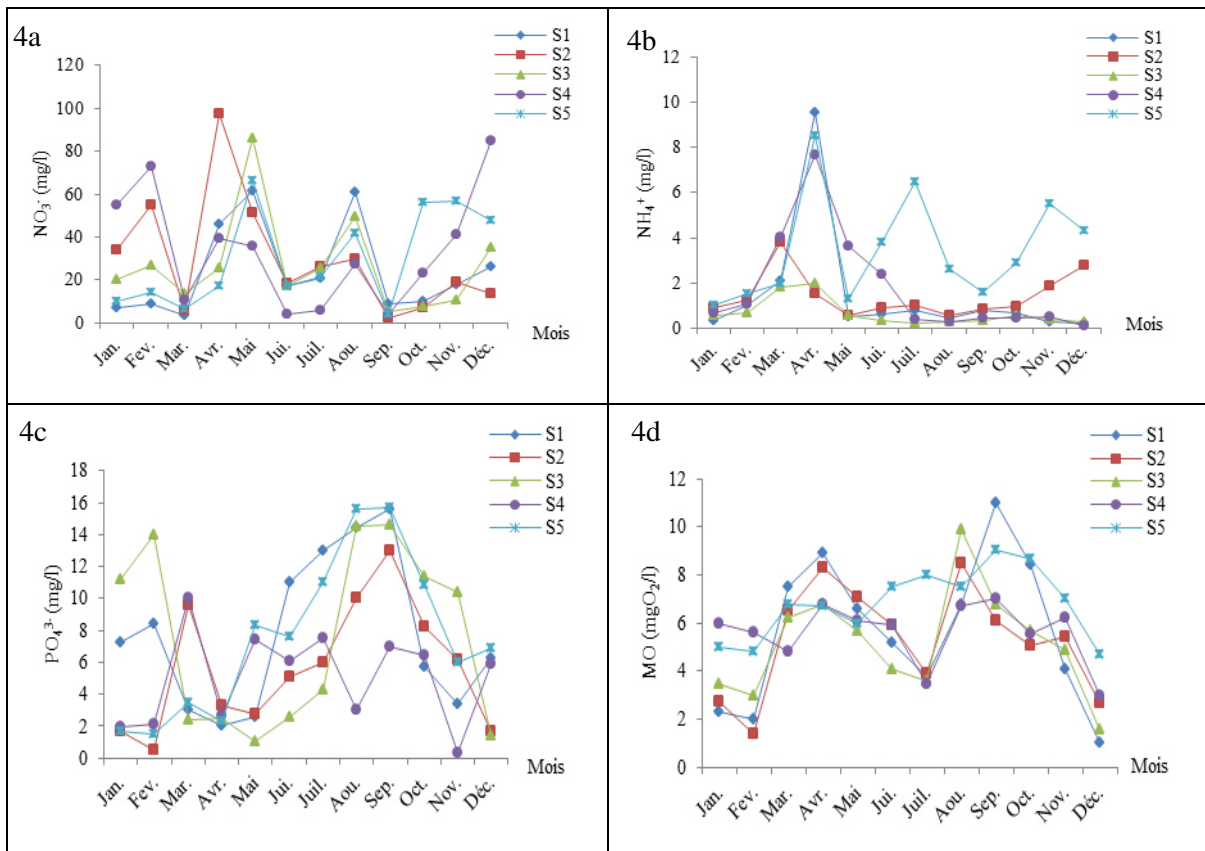 4a
S1
S2
S3
S4
S5
NO₃⁻ (mg/l)
120
100
80
60
40
20
0
Mois
Jan.
Fev.
Mar.
Avr.
Mai
Jui.
Juil.
Aou.
Sep.
Oct.
Nov.
Déc.
4b
S1
S2
S3
S4
S5
NH₄⁺ (mg/l)
12
10
8
6
4
2
0
Mois
Jan.
Fev.
Mar.
Avr.
Mai
Jui.
Juil.
Aou.
Sep.
Oct.
Nov.
Déc.
4c
S1
S2
S3
S4
S5
PO₄³⁻ (mg/l)
18
16
14
12
10
8
6
4
2
0
Mois
Jan.
Fev.
Mar.
Avr.
Mai
Jui.
Juil.
Aou.
Sep.
Oct.
Nov.
Déc.
4d
S1
S2
S3
S4
S5
MO (mgO₂/l)
12
10
8
6
4
2
0
Mois
Jan.
Fev.
Mar.
Avr.
Mai
Jui.
Juil.
Aou.
Sep.
Oct.
Nov.
Déc.